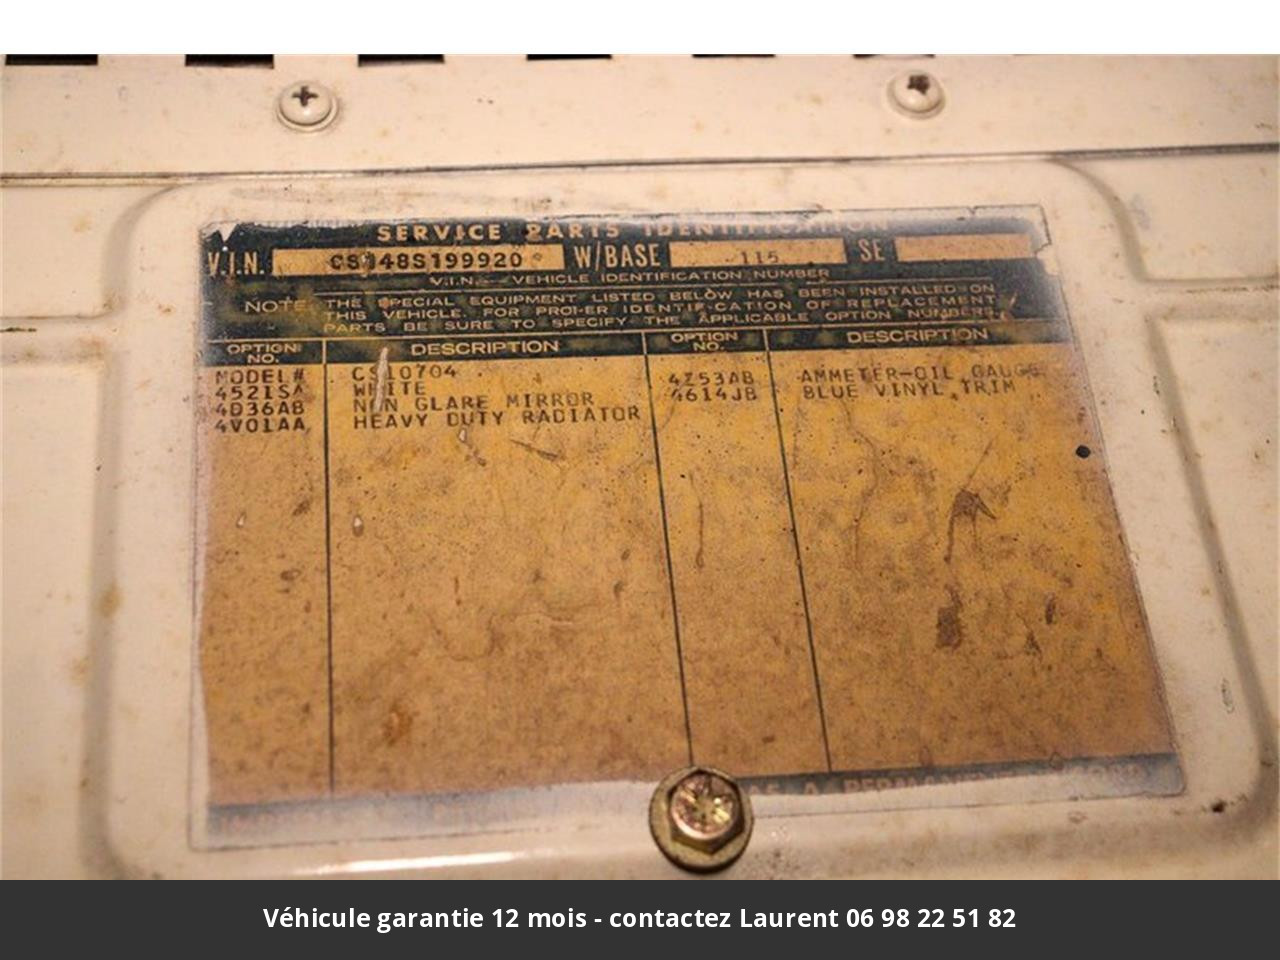 SERVICE PARTS IDENTIFICATION
V.I.N. CS148S199920 W/BASE 115 SE
V.I.N. - VEHICLE IDENTIFICATION NUMBER
NOTE: THE SPECIAL EQUIPMENT LISTED BELOW HAS BEEN INSTALLED ON
THIS VEHICLE. FOR PROPER IDENTIFICATION OF REPLACEMENT
PARTS BE SURE TO SPECIFY THE APPLICABLE OPTION NUMBERS.
OPTION NO. DESCRIPTION OPTION NO. DESCRIPTION
MODEL# CS10704
4521SA WHITE
4D36AB NON GLARE MIRROR
4V01AA HEAVY DUTY RADIATOR
4Z53AB AMMETER-OIL GAUGE
4614JB BLUE VINYL TRIM
AS A PERMANENT
Véhicule garantie 12 mois - contactez Laurent 06 98 22 51 82